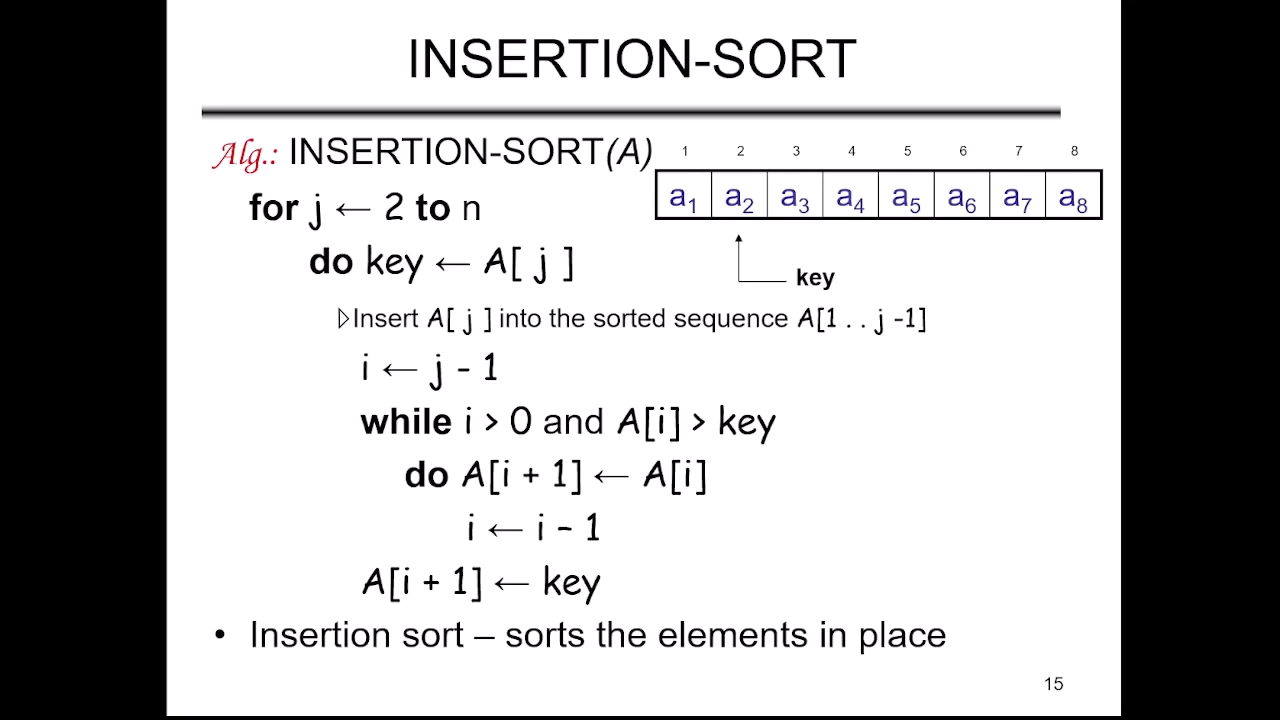 INSERTION-SORT
Alg.: INSERTION-SORT(A)
1 2 3 4 5 6 7 8
a1 a2 a3 a4 a5 a6 a7 a8
for j ← 2 to n
do key ← A[ j ]
key
▷Insert A[ j ] into the sorted sequence A[1 . . j -1]
i ← j - 1
while i > 0 and A[i] > key
do A[i + 1] ← A[i]
i ← i – 1
A[i + 1] ← key
• Insertion sort – sorts the elements in place
15